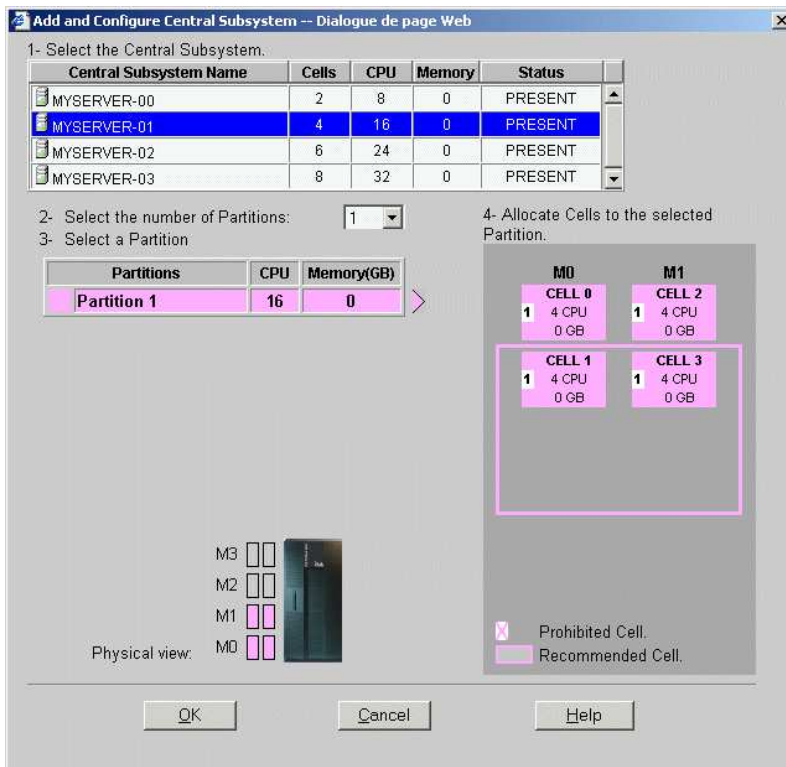 Add and Configure Central Subsystem -- Dialogue de page Web
1- Select the Central Subsystem.
Central Subsystem Name Cells CPU Memory Status
MYSERVER-00 2 8 0 PRESENT
MYSERVER-01 4 16 0 PRESENT
MYSERVER-02 6 24 0 PRESENT
MYSERVER-03 8 32 0 PRESENT
2- Select the number of Partitions: 1
3- Select a Partition
Partitions CPU Memory(GB)
Partition 1 16 0
4- Allocate Cells to the selected
Partition.
M0 M1
CELL 0 CELL 2
1 4 CPU 1 4 CPU
0 GB 0 GB
CELL 1 CELL 3
1 4 CPU 1 4 CPU
0 GB 0 GB
M3
M2
M1
Physical view: M0
X Prohibited Cell.
Recommended Cell.
OK Cancel Help